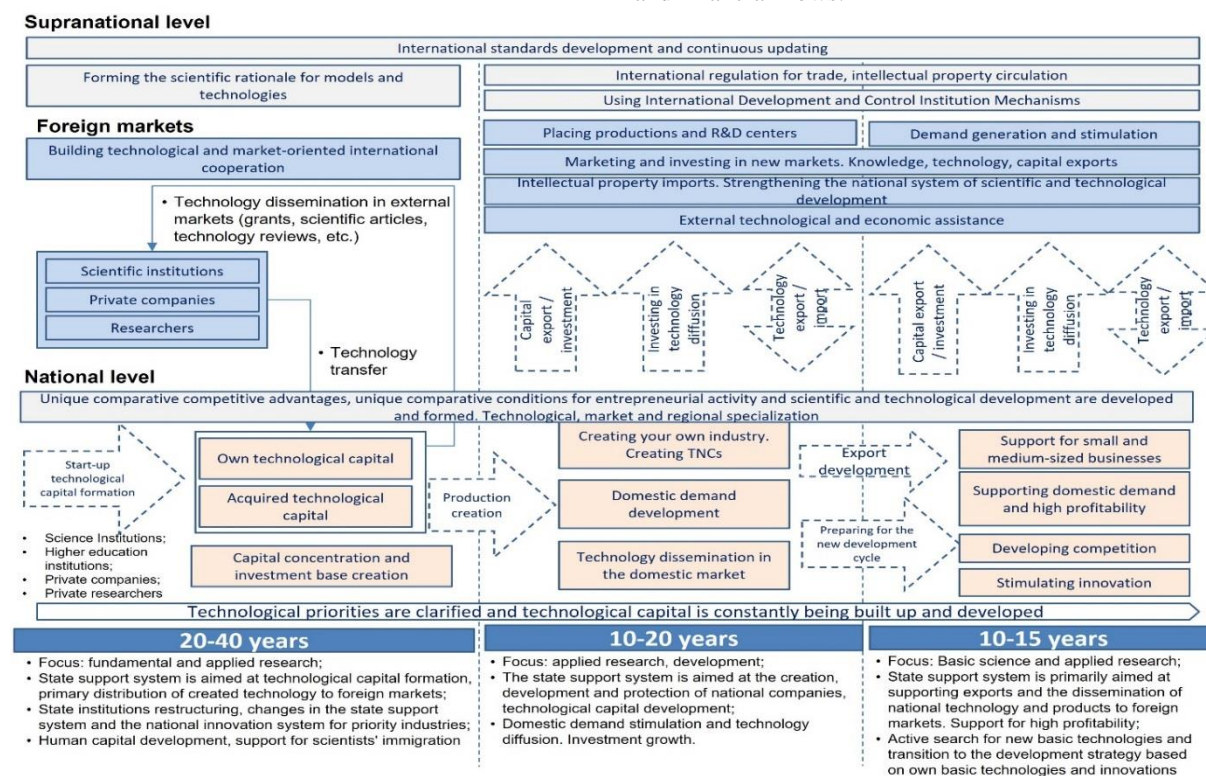 Supranational level
International standards development and continuous updating
Forming the scientific rationale for models and
technologies
International regulation for trade, intellectual property circulation
Using International Development and Control Institution Mechanisms
Foreign markets
Building technological and market-oriented international
cooperation
Placing productions and R&D centers
Demand generation and stimulation
Marketing and investing in new markets. Knowledge, technology, capital exports
Intellectual property imports. Strengthening the national system of scientific and technological
development
External technological and economic assistance
• Technology dissemination in external
markets (grants, scientific articles,
technology reviews, etc.)
Scientific institutions
Private companies
Researchers
• Technology
transfer
Capital
export /
investment
Investing in
technology
diffusion
Technology
export /
import
Capital export
/ investment
Investing in
technology
diffusion
Technology
export /
import
National level
Unique comparative competitive advantages, unique comparative conditions for entrepreneurial activity and scientific and technological development are developed
and formed. Technological, market and regional specialization
Start-up
technological
capital formation
• Science Institutions;
• Higher education
institutions;
• Private companies;
• Private researchers
Own technological capital
Acquired technological
capital
Capital concentration and
investment base creation
Production
creation
Creating your own industry.
Creating TNCs
Domestic demand
development
Technology dissemination in
the domestic market
Export
development
Preparing for the
new development
cycle
Support for small and
medium-sized businesses
Supporting domestic demand
and high profitability
Developing competition
Stimulating innovation
Technological priorities are clarified and technological capital is constantly being built up and developed
20-40 years
• Focus: fundamental and applied research;
• State support system is aimed at technological capital formation,
primary distribution of created technology to foreign markets;
• State institutions restructuring, changes in the state support
system and the national innovation system for priority industries;
• Human capital development, support for scientists' immigration
10-20 years
• Focus: applied research, development;
• The state support system is aimed at the creation,
development and protection of national companies,
technological capital development;
• Domestic demand stimulation and technology
diffusion. Investment growth.
10-15 years
• Focus: Basic science and applied research;
• State support system is primarily aimed at
supporting exports and the dissemination of
national technology and products to foreign
markets. Support for high profitability;
• Active search for new basic technologies and
transition to the development strategy based
on own basic technologies and innovations